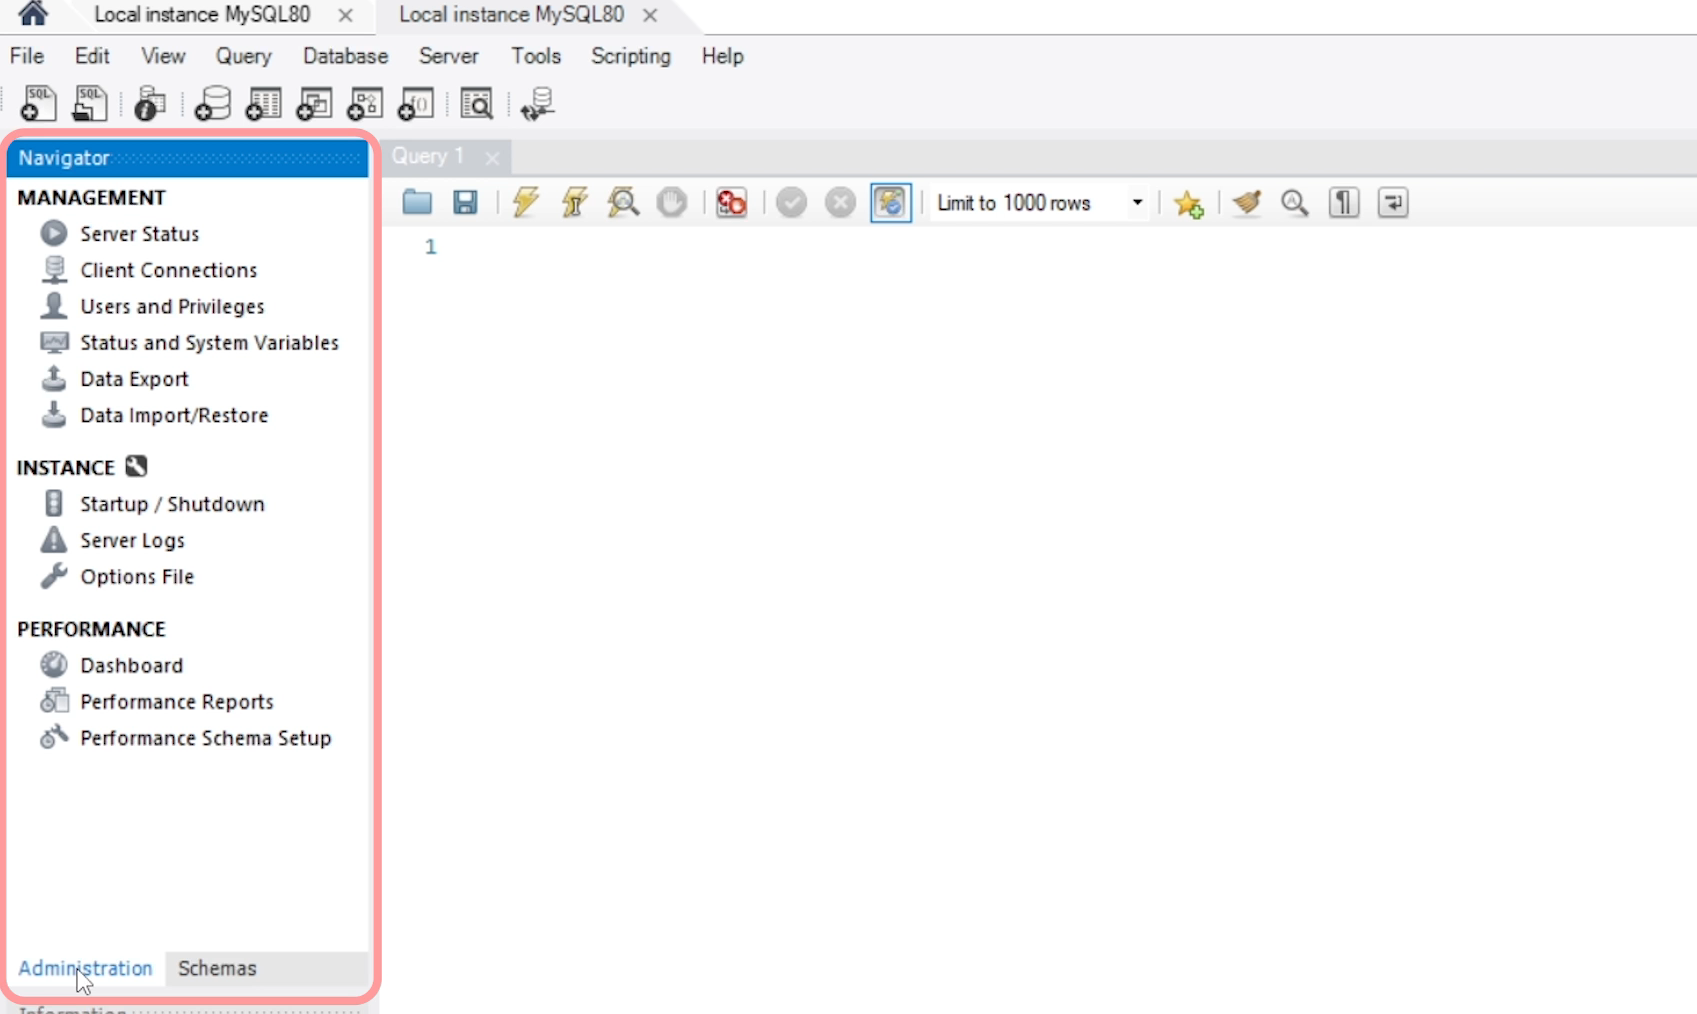 Local instance MySQL80
Local instance MySQL80
File Edit View Query Database Server Tools Scripting Help
SQL SQL
Navigator
Query 1
MANAGEMENT
Limit to 1000 rows
Server Status
1
Client Connections
Users and Privileges
Status and System Variables
Data Export
Data Import/Restore
INSTANCE
Startup / Shutdown
Server Logs
Options File
PERFORMANCE
Dashboard
Performance Reports
Performance Schema Setup
Administration Schemas
Information